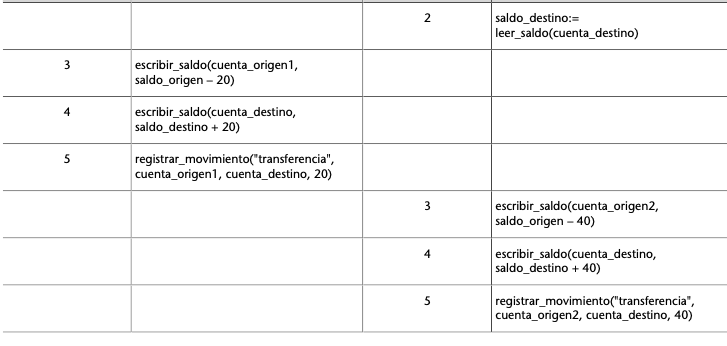 2 saldo_destino:=
leer_saldo(cuenta_destino)
3 escribir_saldo(cuenta_origen1,
saldo_origen – 20)
4 escribir_saldo(cuenta_destino,
saldo_destino + 20)
5 registrar_movimiento("transferencia",
cuenta_origen1, cuenta_destino, 20)
3 escribir_saldo(cuenta_origen2,
saldo_origen – 40)
4 escribir_saldo(cuenta_destino,
saldo_destino + 40)
5 registrar_movimiento("transferencia",
cuenta_origen2, cuenta_destino, 40)